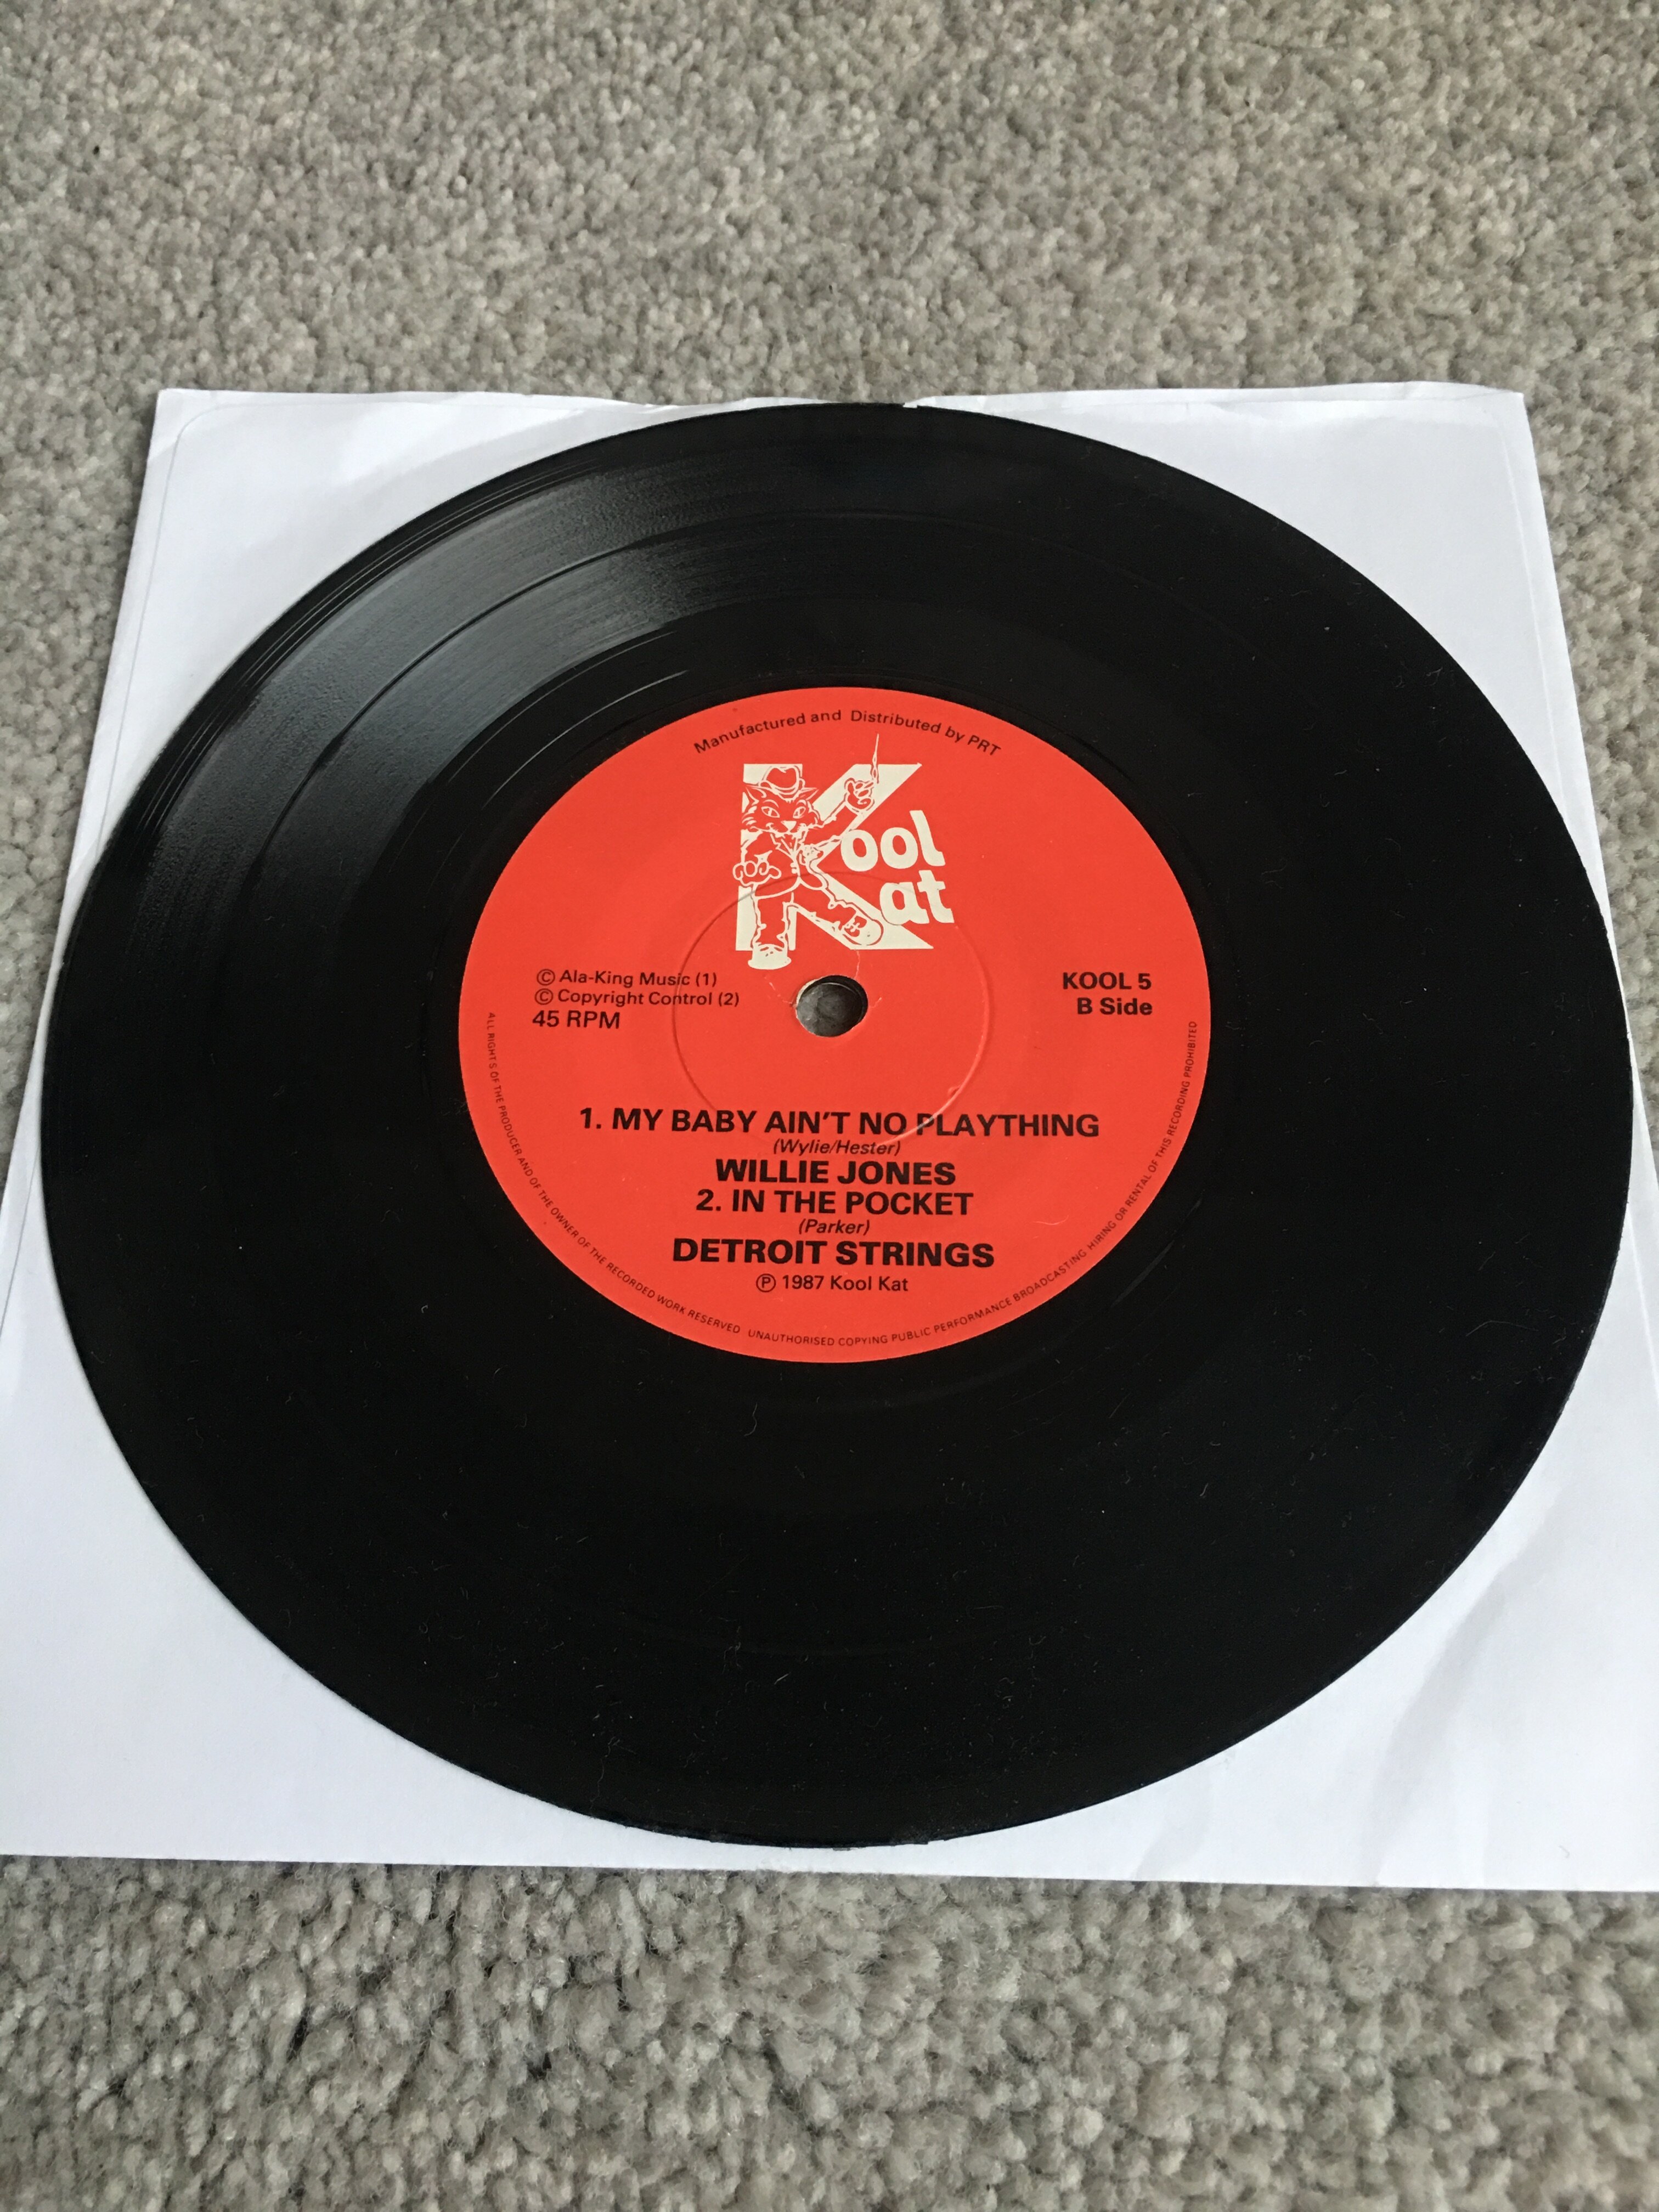 Manufactured and Distributed by PRT
Kool
Kat
© Ala-King Music (1)
© Copyright Control (2)
45 RPM
KOOL 5
B Side
1. MY BABY AIN'T NO PLAYTHING
(Wylie/Hester)
WILLIE JONES
2. IN THE POCKET
(Parker)
DETROIT STRINGS
℗ 1987 Kool Kat
ALL RIGHTS OF THE PRODUCER AND OF THE OWNER OF THE RECORDED WORK RESERVED UNAUTHORISED COPYING PUBLIC PERFORMANCE BROADCASTING HIRING OR RENTAL OF THIS RECORDING PROHIBITED